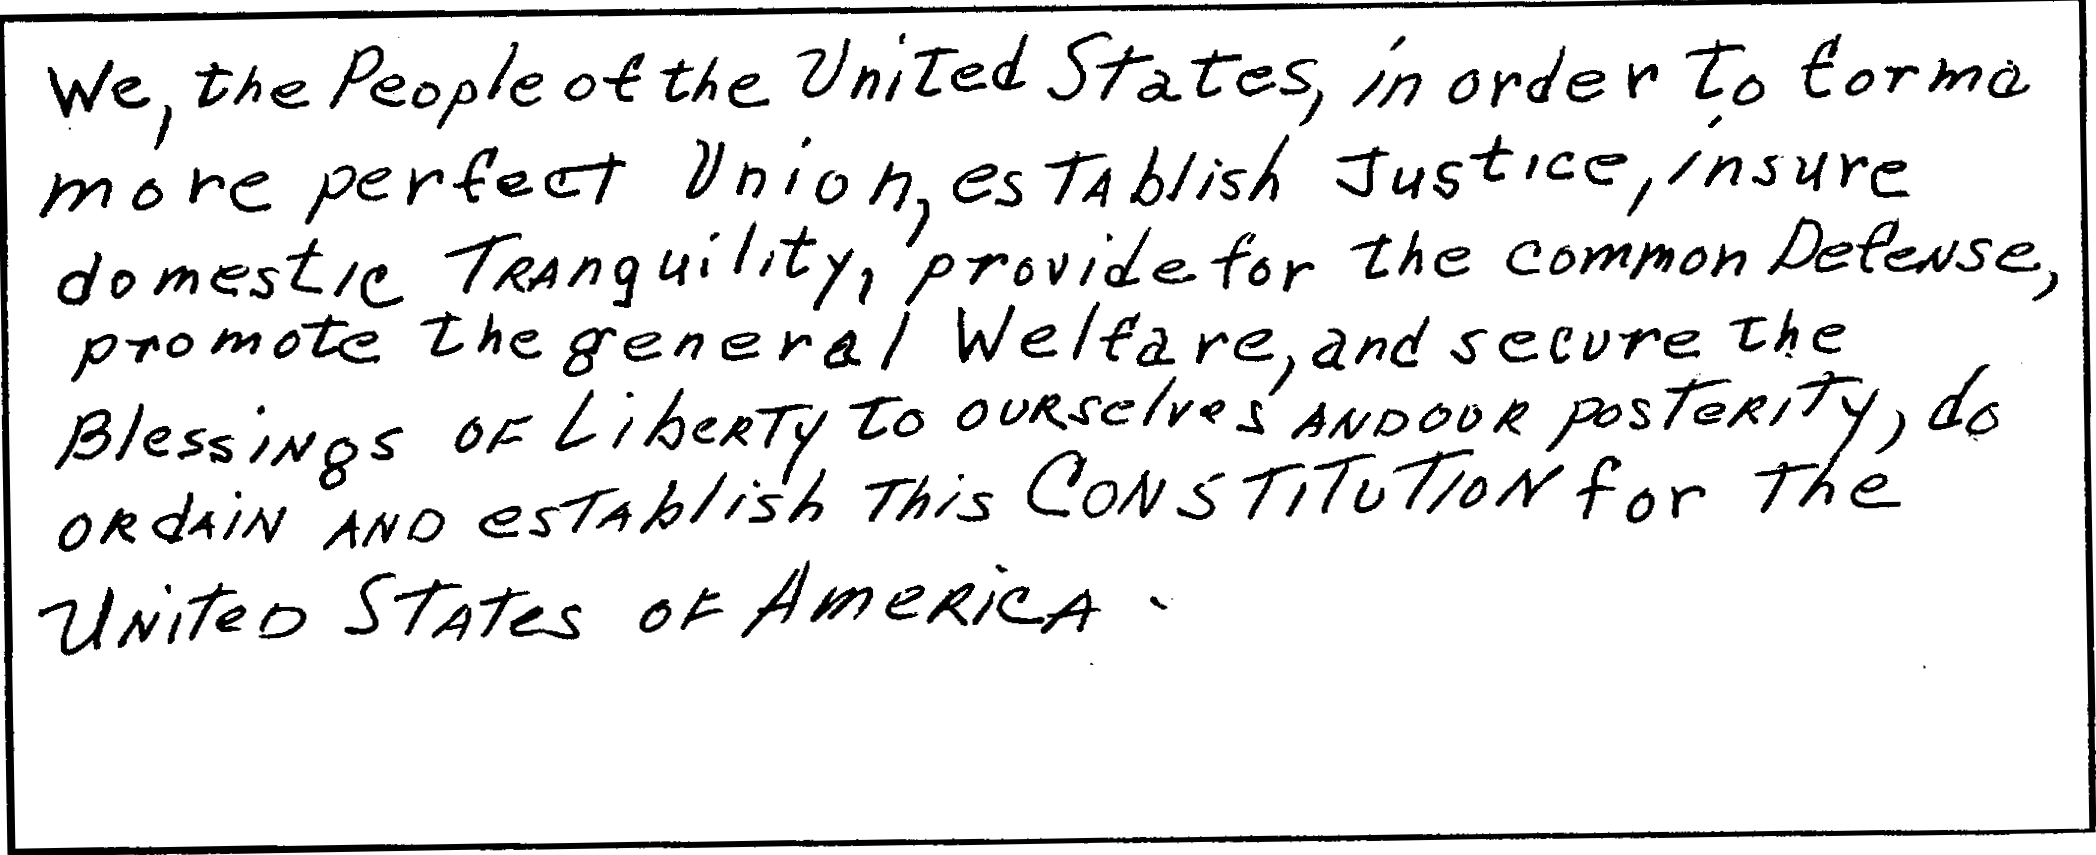 We, the People of the United States, in order to form a
more perfect Union, esTAblish Justice, insure
domestic TRAnquility, provide for the common DefeNse,
promote the general Welfare, and secure the
BlessiNgs OF LibeRTy to OURselves AND OUR PosTeRITy, do
ORdAiN AND esTAblish This CONSTITUTION for The
UNiTeD STATes OF AmeRicA.